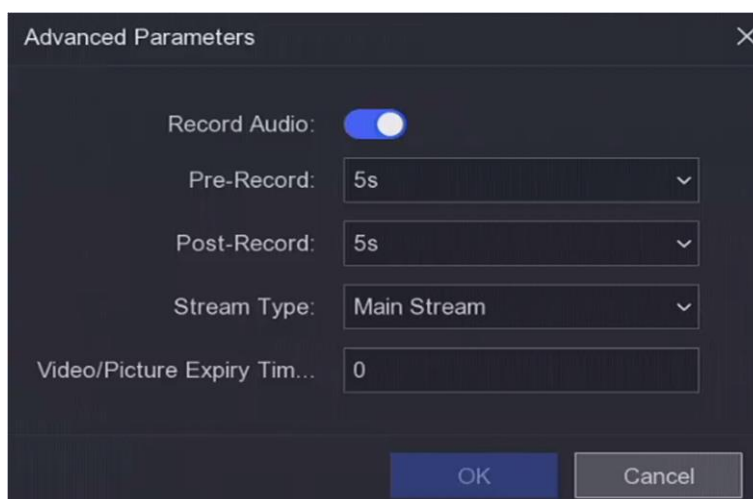 Advanced Parameters
Record Audio:
Pre-Record: 5s
Post-Record: 5s
Stream Type: Main Stream
Video/Picture Expiry Tim... 0
OK Cancel